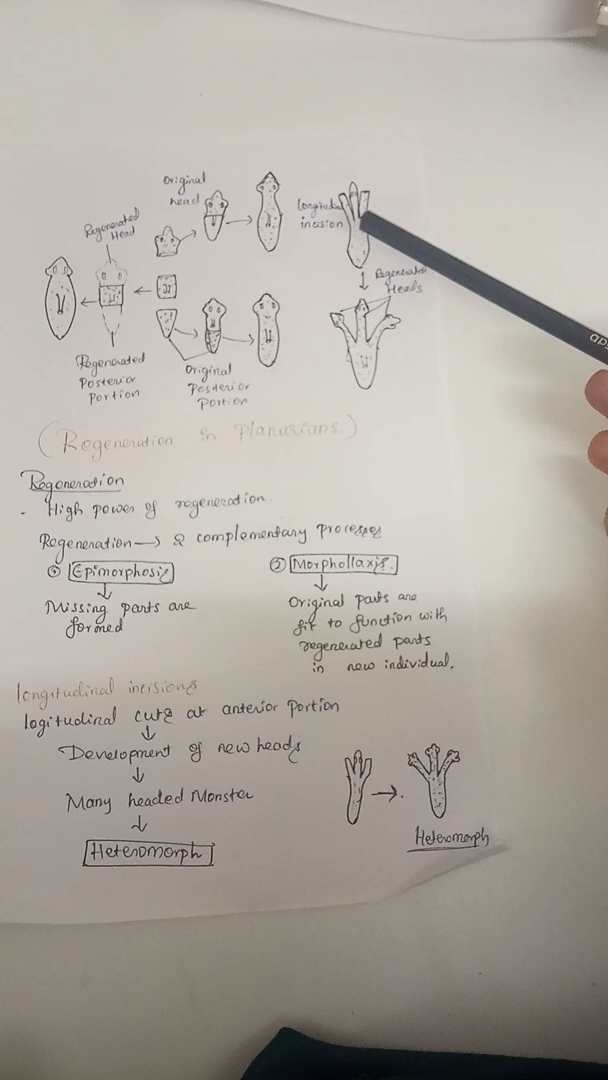 Original
head
Regenerated
Head
longitudinal
incision
Regenerated
Heads
Regenerated
Posterior
Portion
Original
Posterior
Portion
(Regeneration in Planarians.)
Regeneration
- High power of regeneration.
Regeneration → 2 complementary processes
① Epimorphosis
② Morphollaxis.
Missing parts are
formed
Original parts are
fit to function with
regenerated parts
in new individual.
longitudinal incisions
logitudinal cuts at anterior portion
↓
Development of new heads
↓
Many headed Monster
↓
Heteromorph
Heteromorph